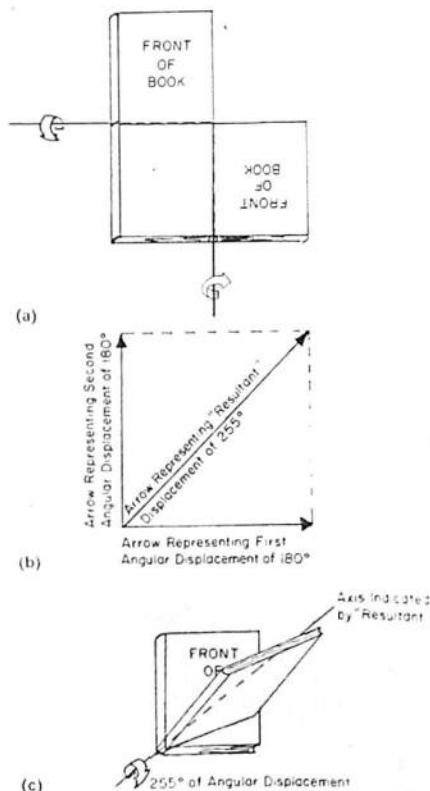 FRONT
OF
BOOK
FRONT
OF
BOOK
(a)
Arrow Representing Second
Angular Displacement of 180°
Arrow Representing "Resultant"
Displacement of 255°
Arrow Representing First
Angular Displacement of 180°
(b)
Axis Indicated
by "Resultant
FRONT
OF
(c)
255° of Angular Displacement